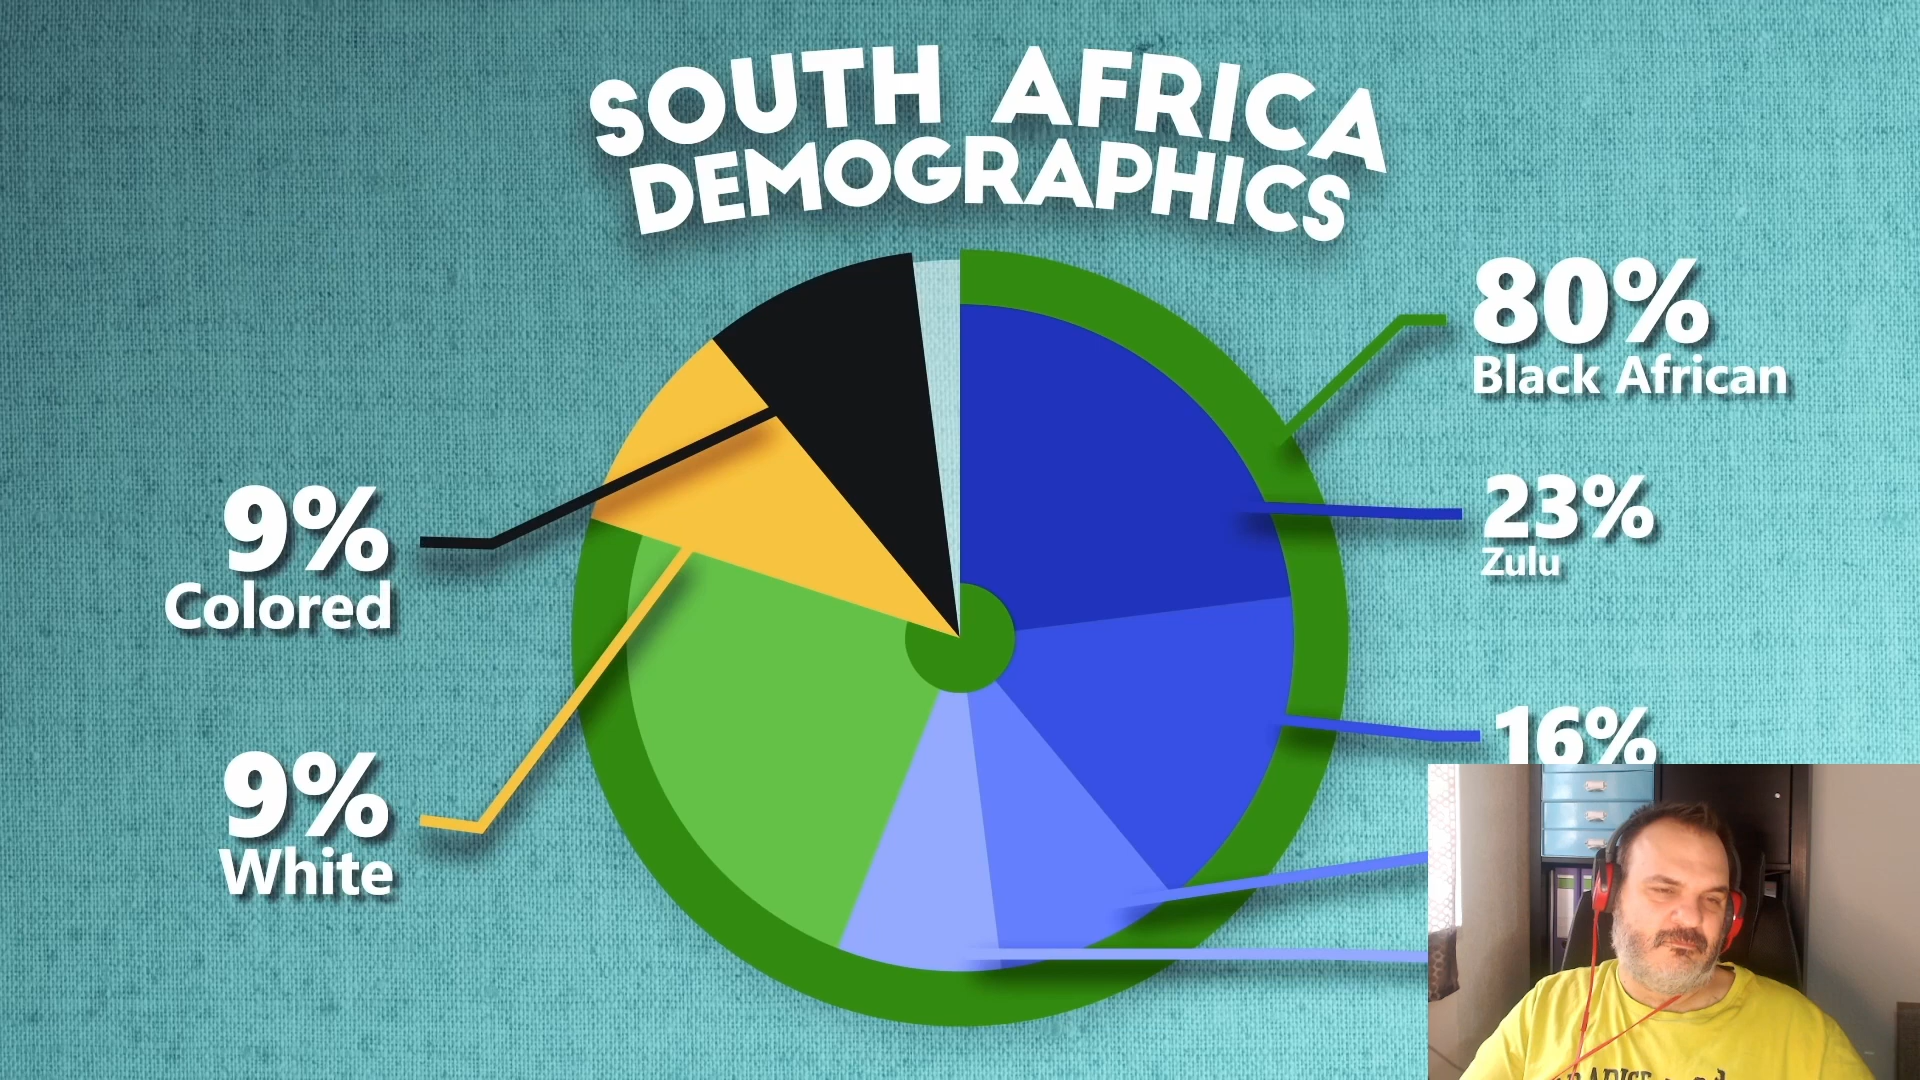 SOUTH AFRICA
DEMOGRAPHICS
80%
Black African
23%
Zulu
16%
9%
Colored
9%
White